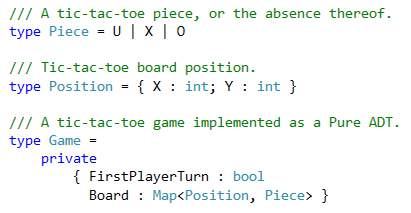 /// A tic-tac-toe piece, or the absence thereof.
type Piece = U | X | O
/// Tic-tac-toe board position.
type Position = { X : int; Y : int }
/// A tic-tac-toe game implemented as a Pure ADT.
type Game =
    private
        { FirstPlayerTurn : bool
          Board : Map<Position, Piece> }